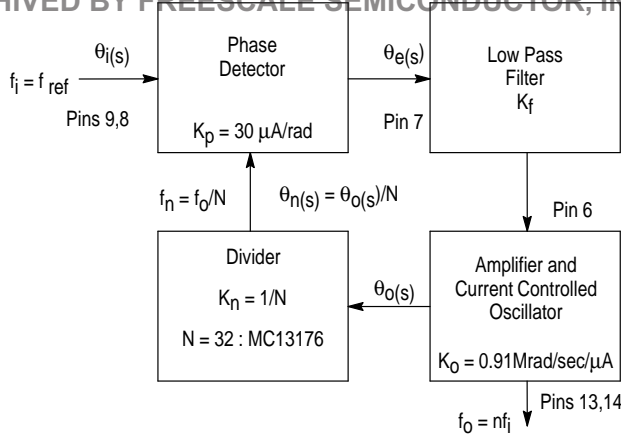 HIVED BY FREESCALE SEMICONDUCTOR, IN
θi(s)
fi = f ref
Pins 9,8
Phase
Detector
Kp = 30 μA/rad
θe(s)
Pin 7
Low Pass
Filter
Kf
Pin 6
fn = fo/N
θn(s) = θo(s)/N
Divider
Kn = 1/N
N = 32 : MC13176
θo(s)
Amplifier and
Current Controlled
Oscillator
Ko = 0.91Mrad/sec/μA
Pins 13,14
fo = nfi